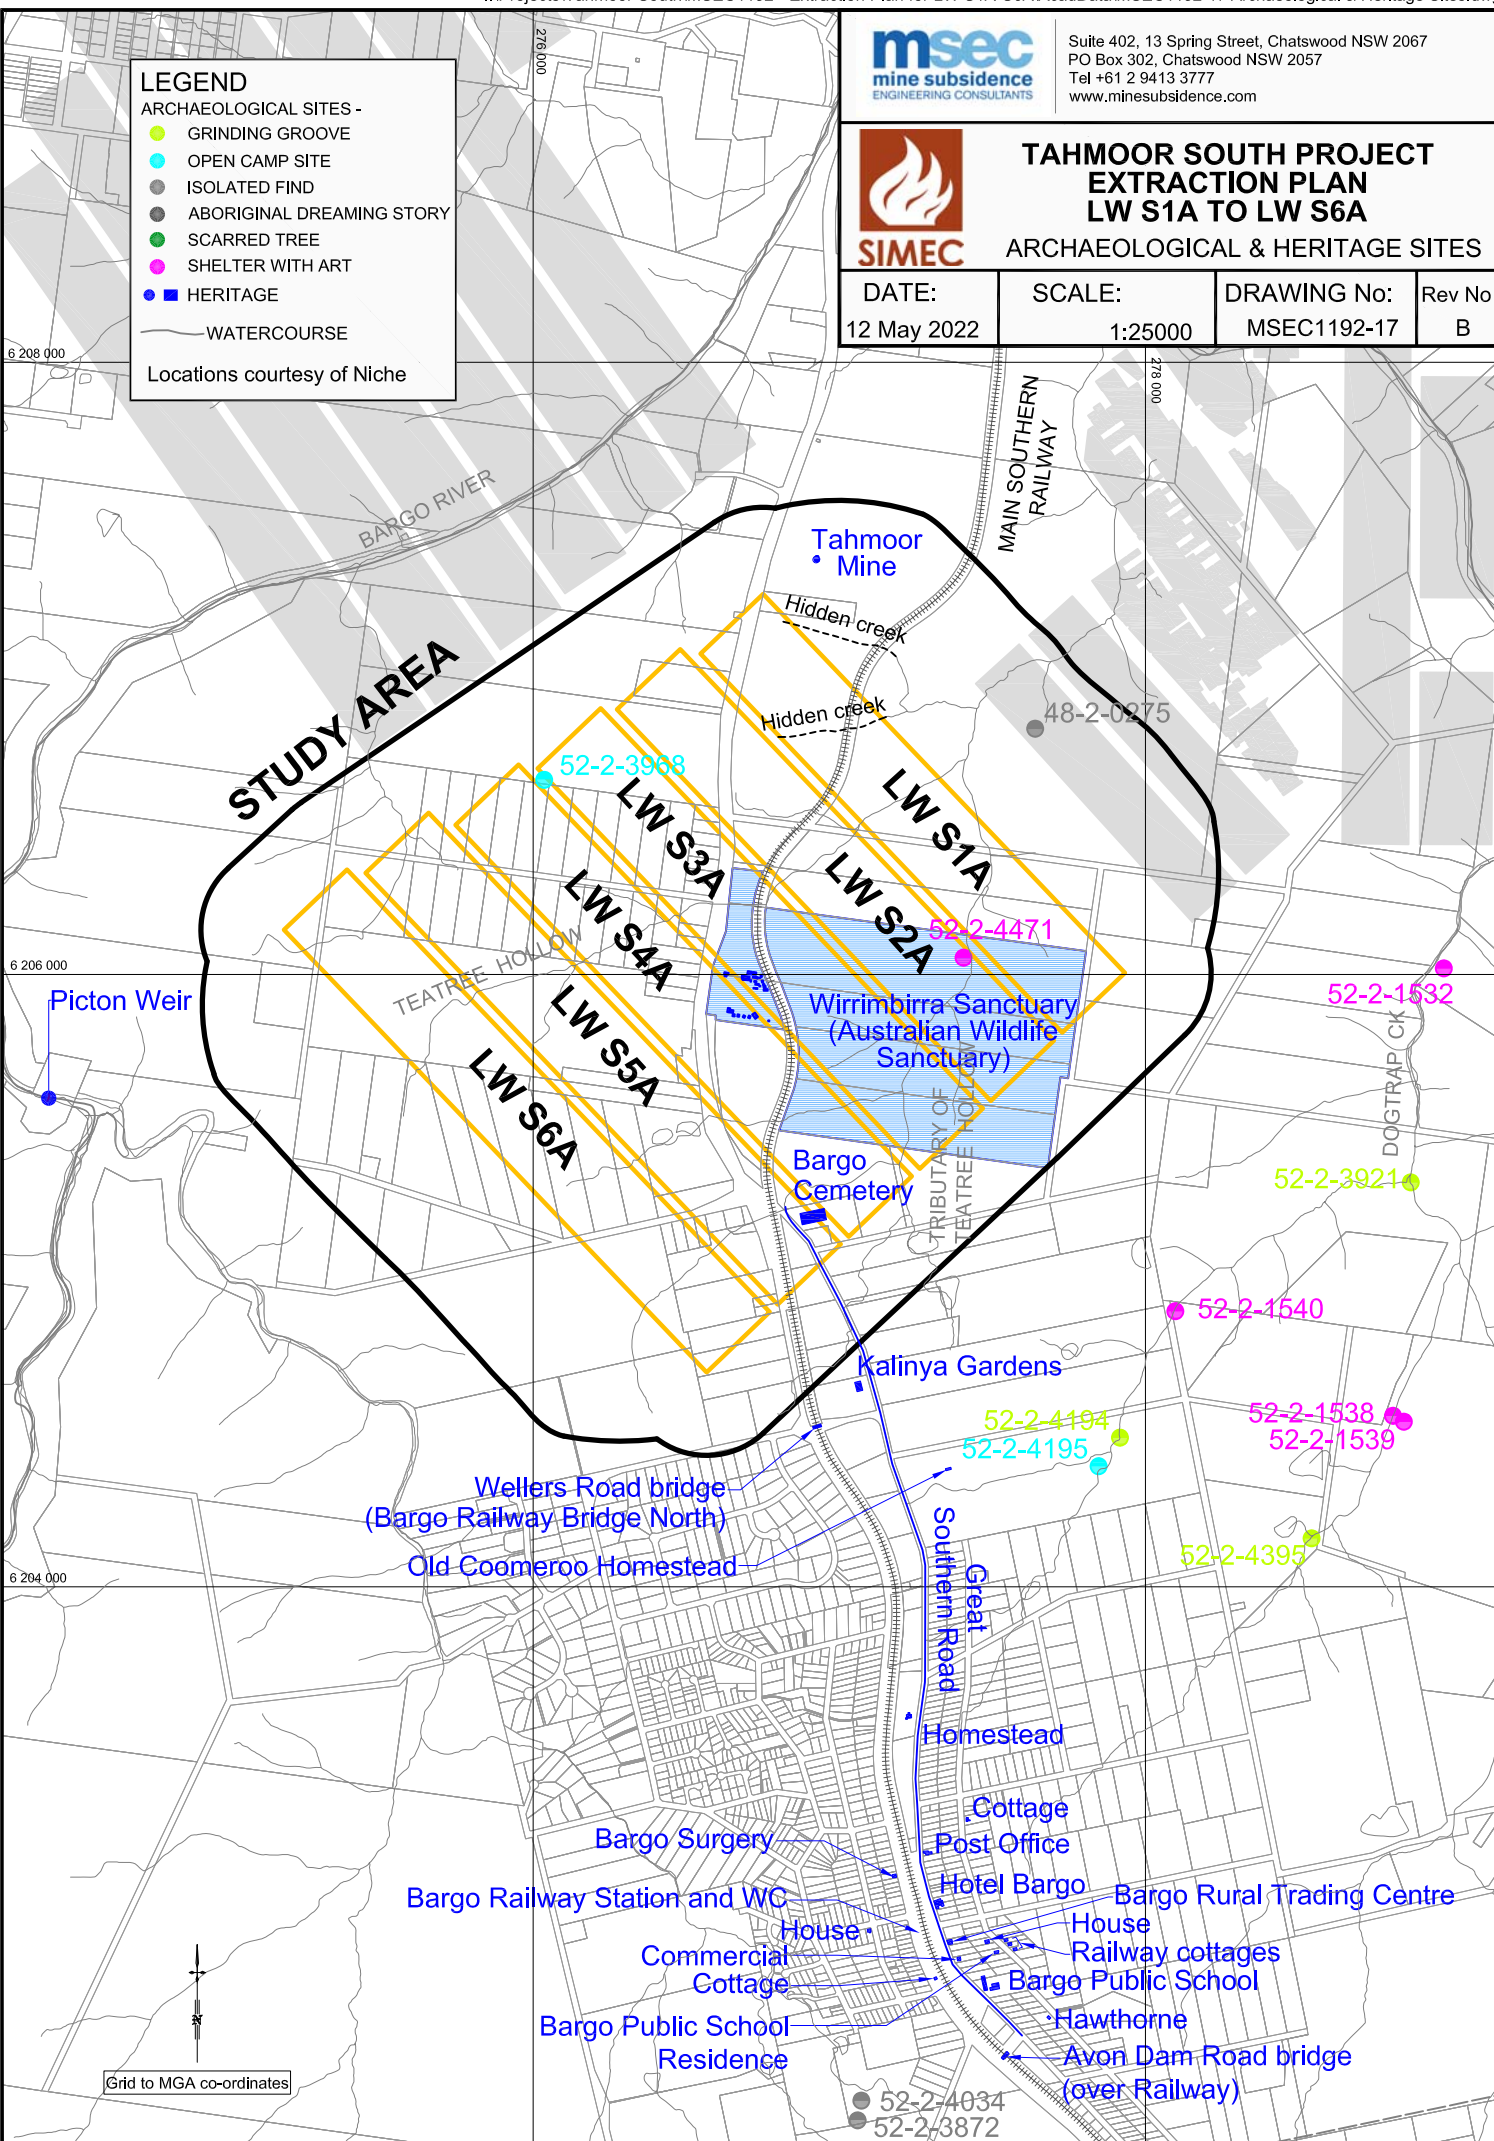 LEGEND
ARCHAEOLOGICAL SITES -
GRINDING GROOVE
OPEN CAMP SITE
ISOLATED FIND
ABORIGINAL DREAMING STORY
SCARRED TREE
SHELTER WITH ART
HERITAGE
WATERCOURSE
Locations courtesy of Niche
msec
mine subsidence
ENGINEERING CONSULTANTS
Suite 402, 13 Spring Street, Chatswood NSW 2067
PO Box 302, Chatswood NSW 2057
Tel +61 2 9413 3777
www.minesubsidence.com
SIMEC
TAHMOOR SOUTH PROJECT
EXTRACTION PLAN
LW S1A TO LW S6A
ARCHAEOLOGICAL & HERITAGE SITES
DATE:
12 May 2022
SCALE:
1:25000
DRAWING No:
MSEC1192-17
Rev No
B
276 000
278 000
6 208 000
MAIN SOUTHERN
RAILWAY
BARGO RIVER
Tahmoor
Mine
Hidden creek
Hidden creek
STUDY AREA
48-2-0275
52-2-3968
LW S1A
LW S2A
LW S3A
LW S4A
LW S5A
LW S6A
52-2-4471
TEATREE HOLLOW
6 206 000
Picton Weir
Wirrimbirra Sanctuary
(Australian Wildlife
Sanctuary)
52-2-1532
DOGTRAP CK
TRIBUTARY OF
TEATREE HOLLOW
Bargo
Cemetery
52-2-3921
52-2-1540
Kalinya Gardens
52-2-4194
52-2-4195
52-2-1538
52-2-1539
Wellers Road bridge
(Bargo Railway Bridge North)
Old Coomeroo Homestead
52-2-4395
6 204 000
Great
Southern Road
Homestead
Cottage
Bargo Surgery
Post Office
Hotel Bargo
Bargo Railway Station and WC
Bargo Rural Trading Centre
House
House
Commercial
Cottage
Railway cottages
Bargo Public School
Bargo Public School
Residence
Hawthorne
Avon Dam Road bridge
(over Railway)
52-2-4034
52-2-3872
N
Grid to MGA co-ordinates